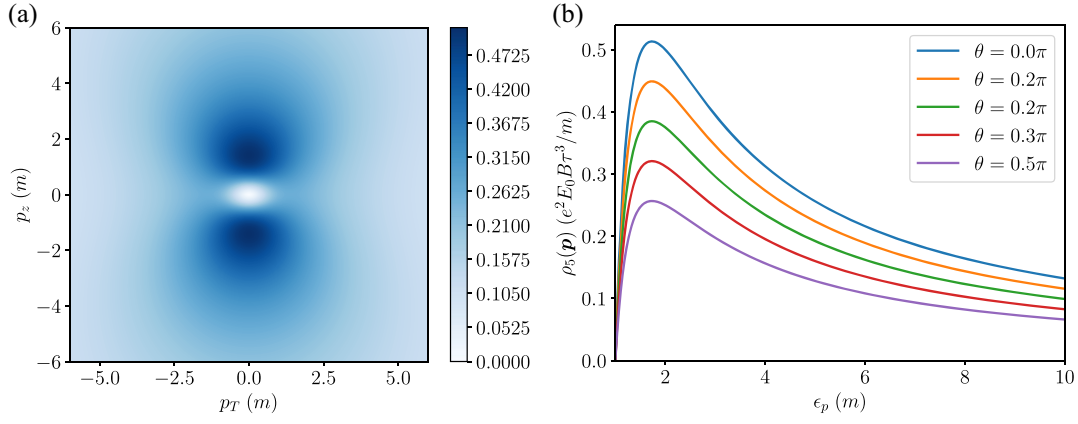 (a)
6
4
2
0
−2
−4
−6
p_z (m)
−5.0 −2.5 0.0 2.5 5.0
p_T (m)
0.4725
0.4200
0.3675
0.3150
0.2625
0.2100
0.1575
0.1050
0.0525
0.0000
(b)
0.5
0.4
0.3
0.2
0.1
0.0
ρ₅(p) (e²E₀Bτ³/m)
2 4 6 8 10
ϵ_p (m)
θ = 0.0π
θ = 0.2π
θ = 0.2π
θ = 0.3π
θ = 0.5π